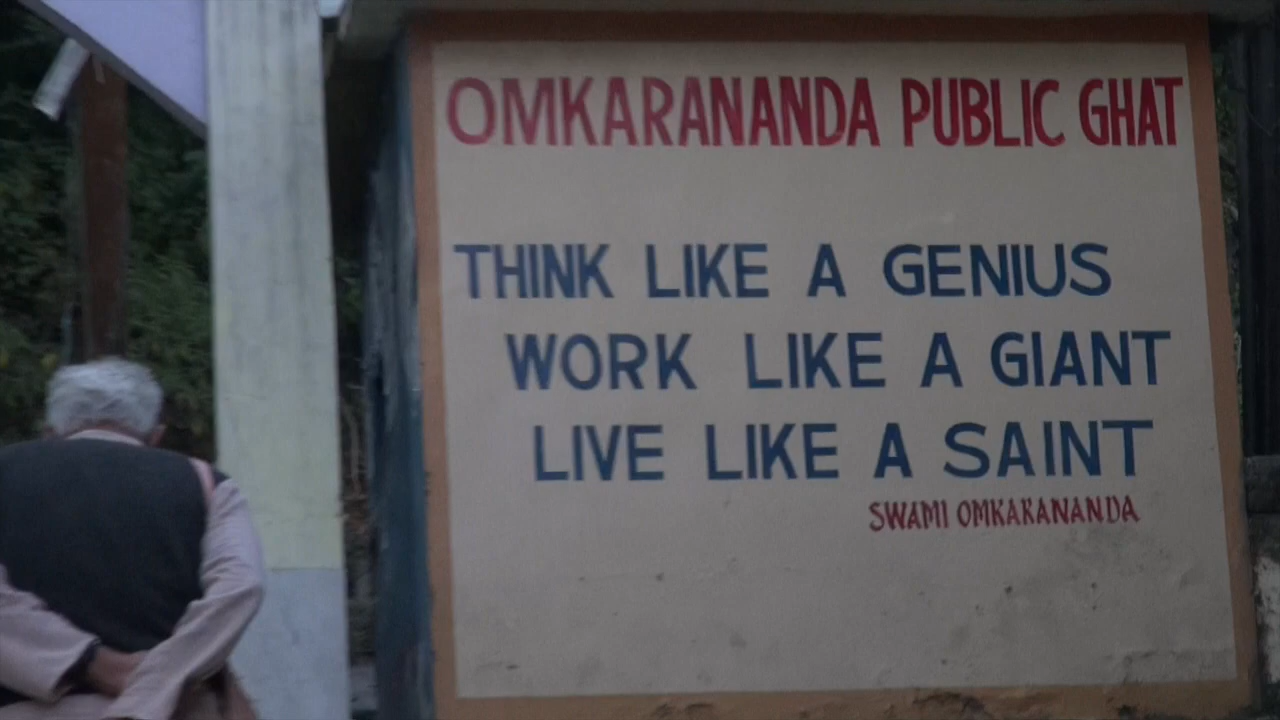 OMKARANANDA PUBLIC GHAT
THINK LIKE A GENIUS
WORK LIKE A GIANT
LIVE LIKE A SAINT
SWAMI OMKARANANDA